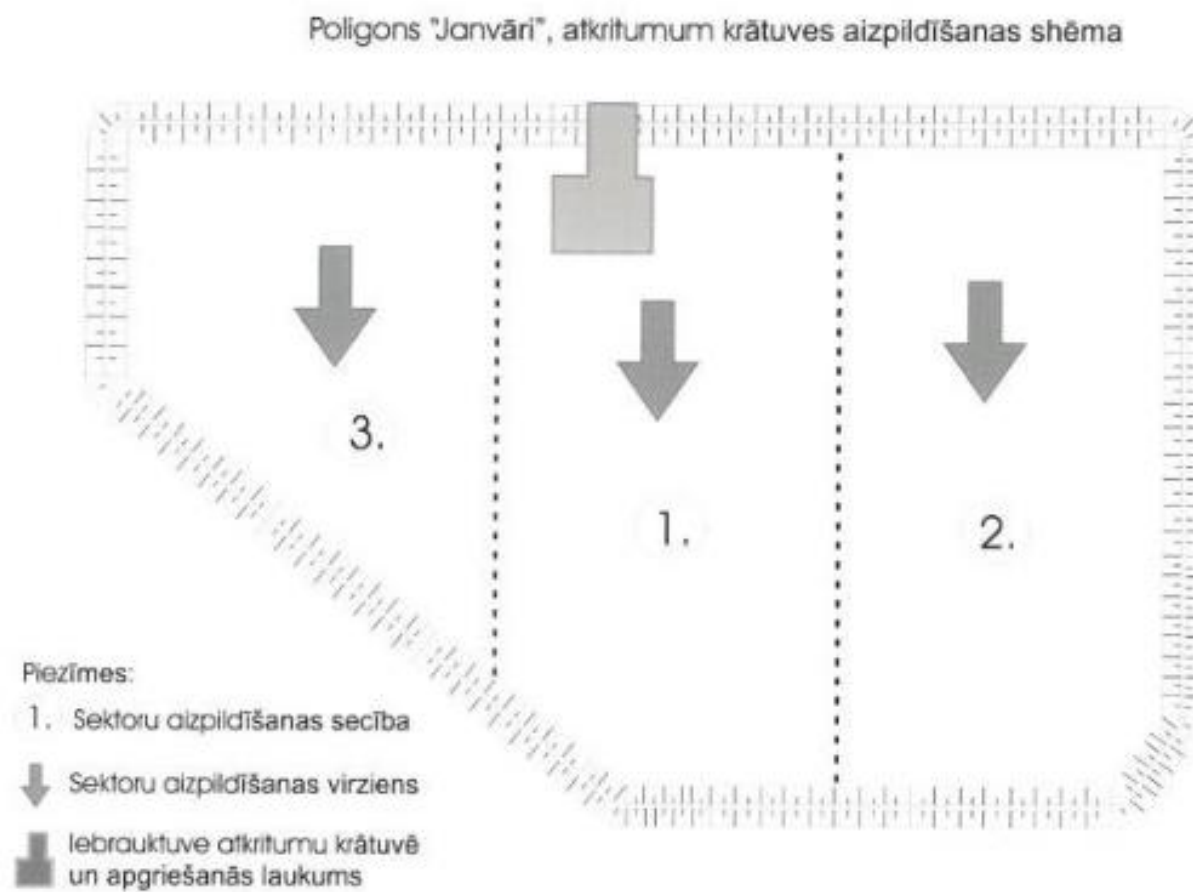 Poligons "Janvāri", atkritumum krātuves aizpildīšanas shēma
3.
1.
2.
Piezīmes:
1. Sektoru aizpildīšanas secība
Sektoru aizpildīšanas virziens
Iebrauktuve atkritumu krātuvē
un apgriešanās laukums